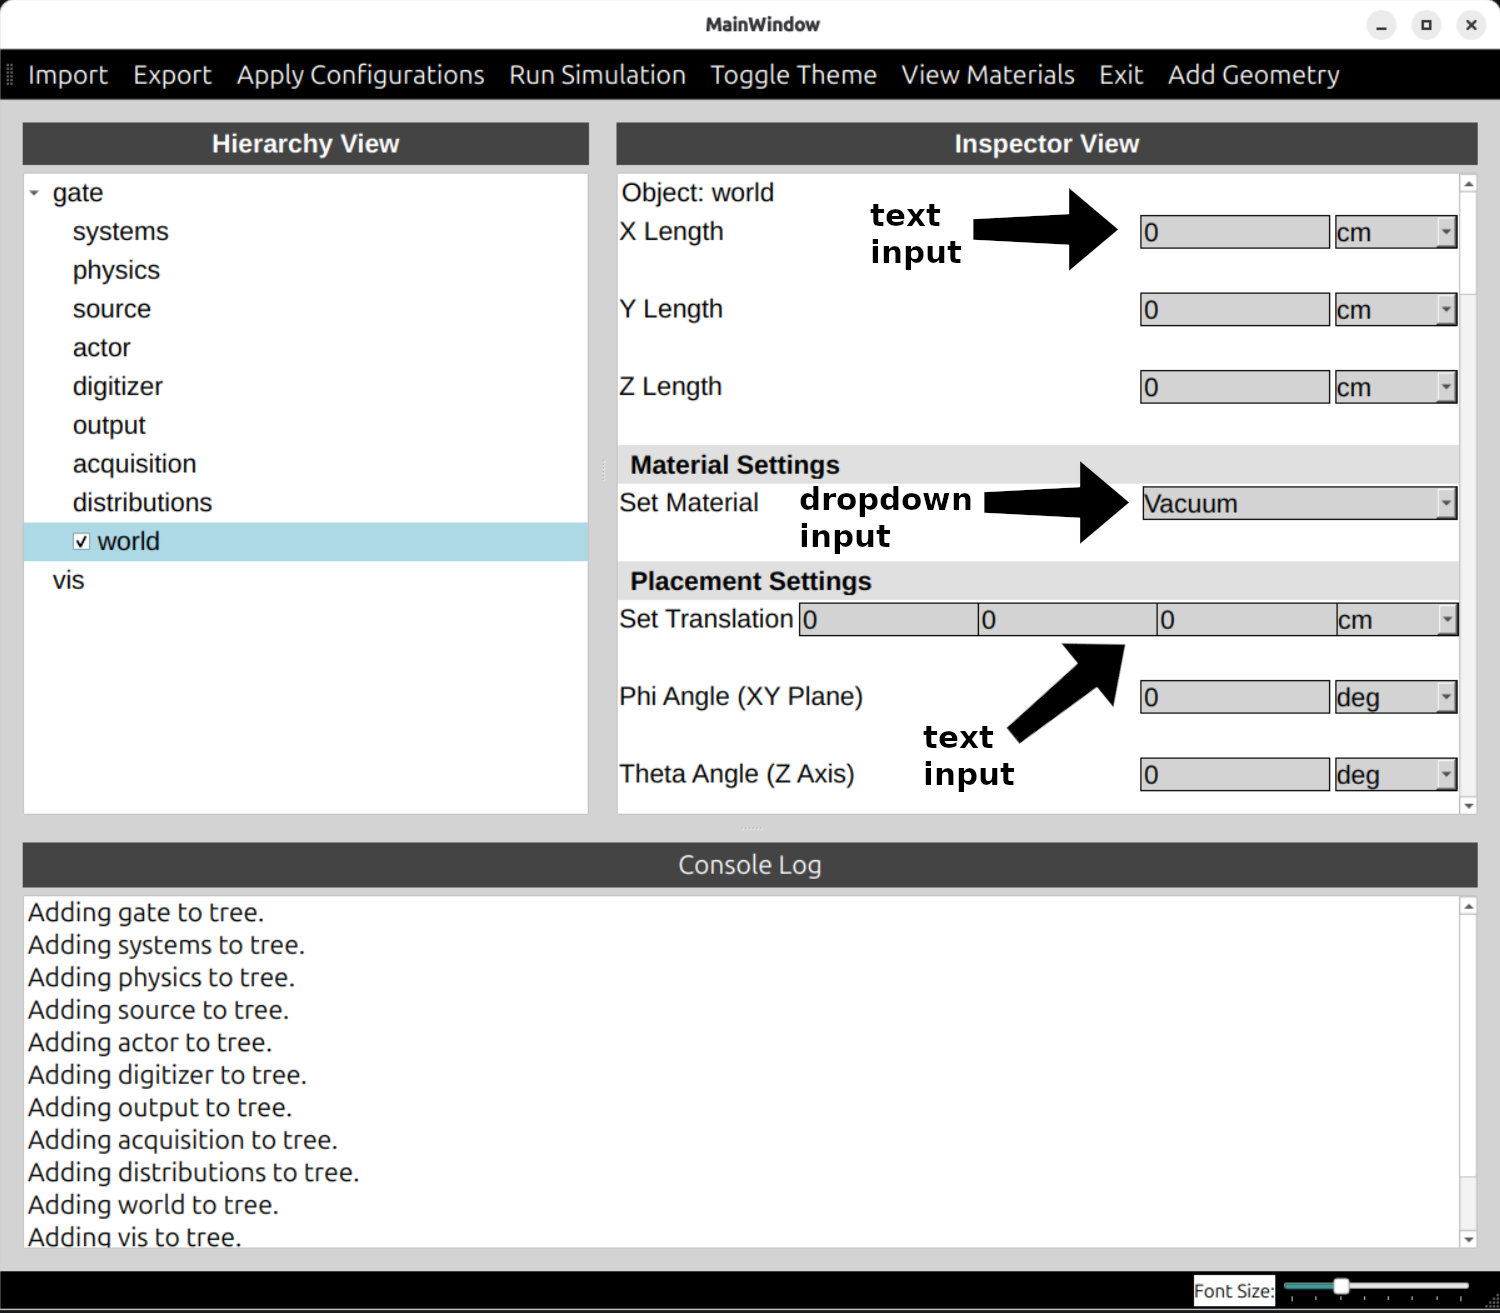 MainWindow
Import Export Apply Configurations Run Simulation Toggle Theme View Materials Exit Add Geometry
Hierarchy View
gate
systems
physics
source
actor
digitizer
output
acquisition
distributions
world
vis
Inspector View
Object: world
X Length text input 0 cm
Y Length 0 cm
Z Length 0 cm
Material Settings
Set Material dropdown input Vacuum
Placement Settings
Set Translation 0 0 0 cm
text input
Phi Angle (XY Plane) 0 deg
Theta Angle (Z Axis) 0 deg
Console Log
Adding gate to tree.
Adding systems to tree.
Adding physics to tree.
Adding source to tree.
Adding actor to tree.
Adding digitizer to tree.
Adding output to tree.
Adding acquisition to tree.
Adding distributions to tree.
Adding world to tree.
Adding vis to tree.
Font Size: